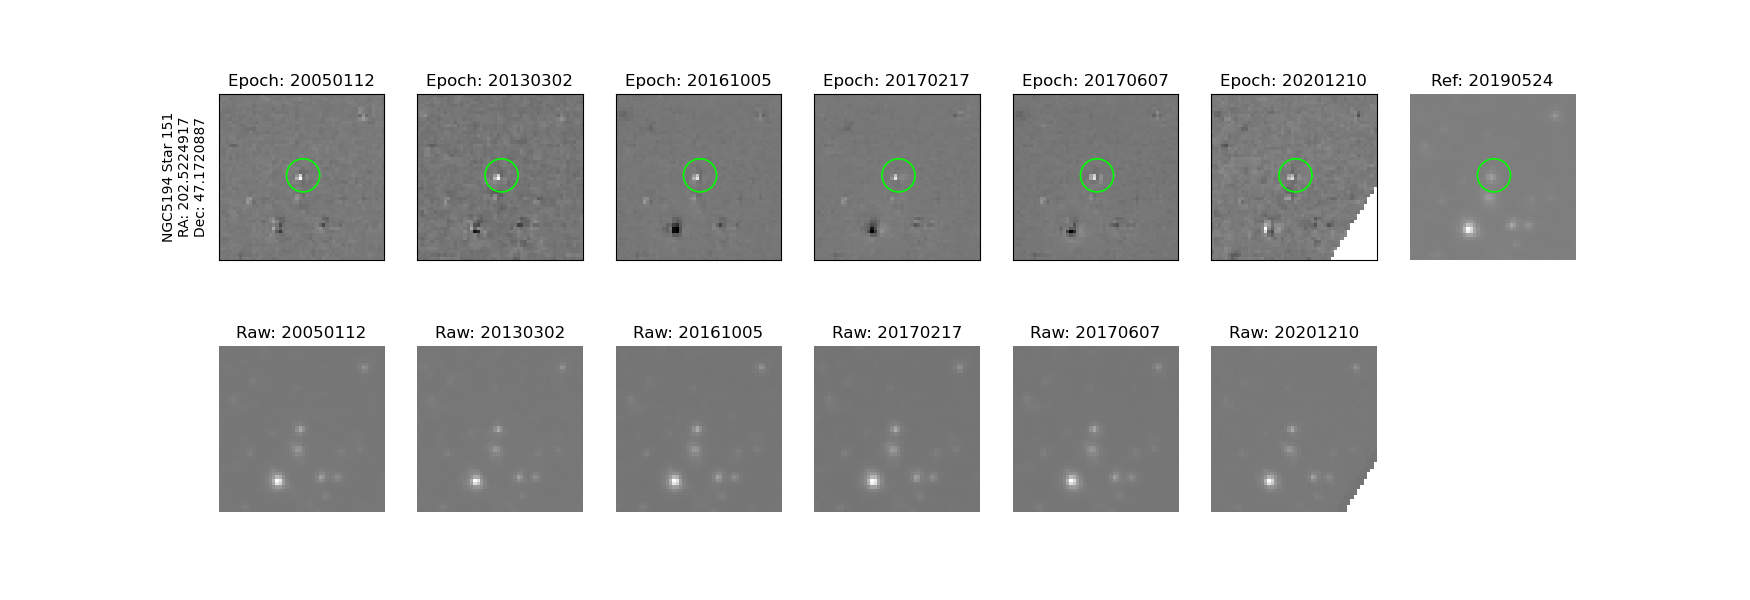 NGC5194 Star 151
RA: 202.5224917
Dec: 47.1720887
Epoch: 20050112
Epoch: 20130302
Epoch: 20161005
Epoch: 20170217
Epoch: 20170607
Epoch: 20201210
Ref: 20190524
Raw: 20050112
Raw: 20130302
Raw: 20161005
Raw: 20170217
Raw: 20170607
Raw: 20201210